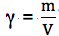 γ = m/V